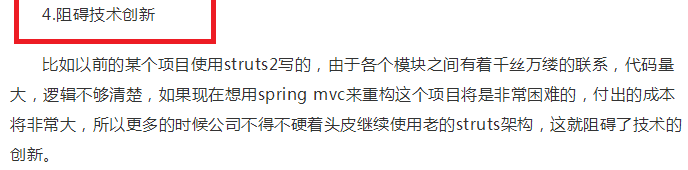 4.阻碍技术创新
比如以前的某个项目使用struts2写的，由于各个模块之间有着千丝万缕的联系，代码量
大，逻辑不够清楚，如果现在想用spring mvc来重构这个项目将是非常困难的，付出的成本
将非常大，所以更多的时候公司不得不硬着头皮继续使用老的struts架构，这就阻碍了技术的
创新。